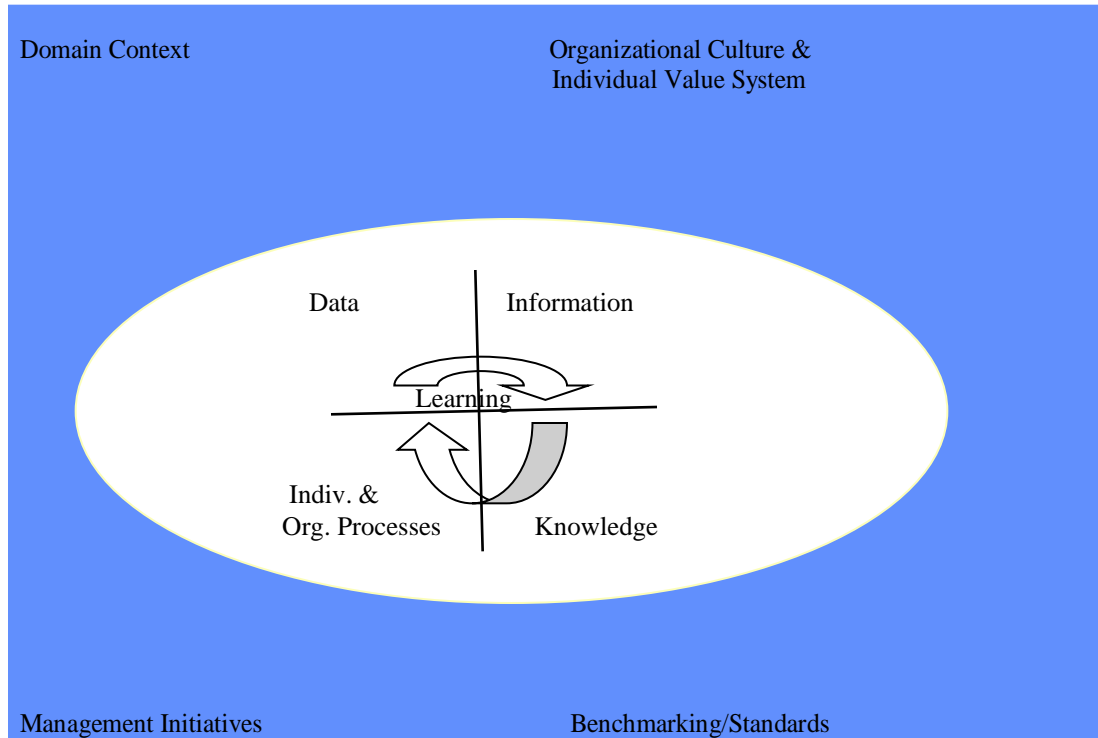 Domain Context
Organizational Culture &
Individual Value System
Data
Information
Learning
Indiv. &
Org. Processes
Knowledge
Management Initiatives
Benchmarking/Standards